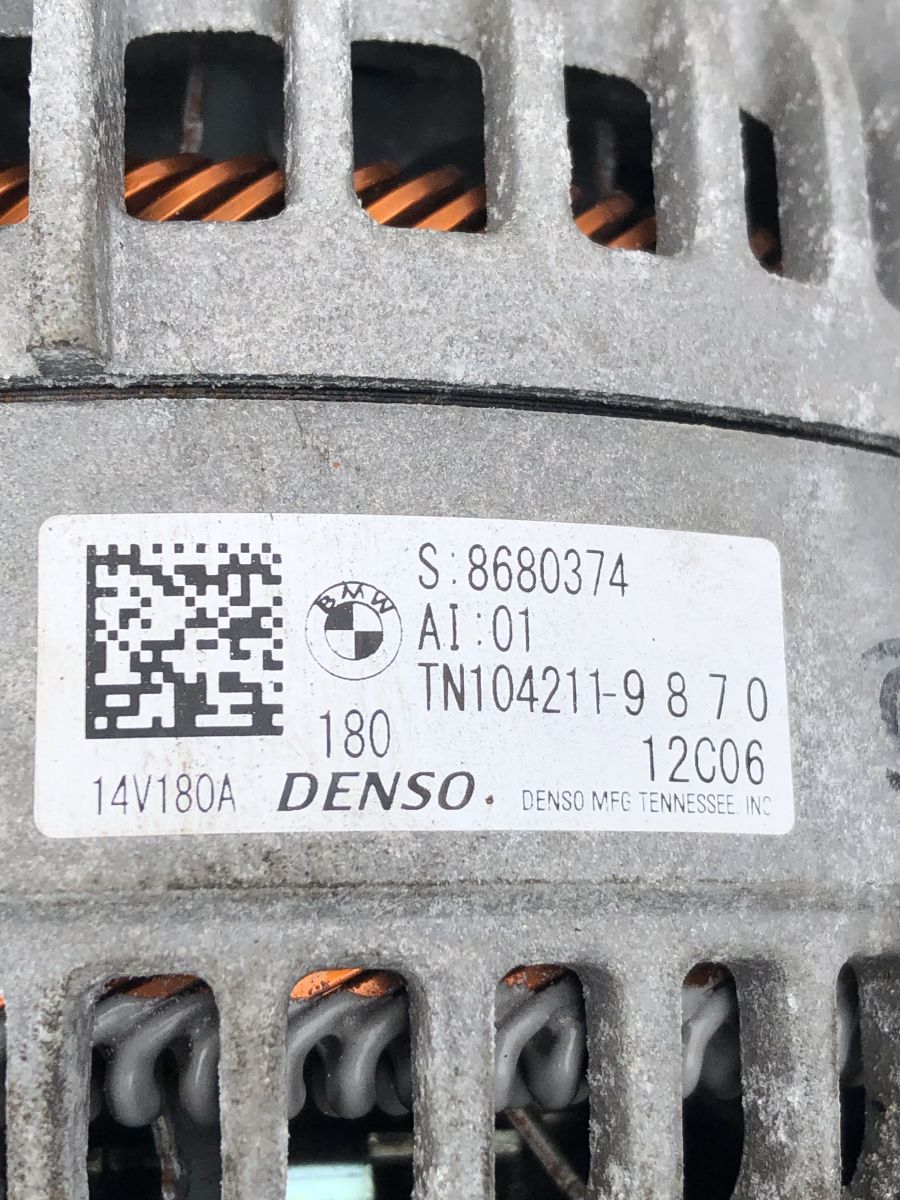 S:8680374
BMW
AI:01
TN104211-9870
180
12C06
14V180A
DENSO
DENSO MFG TENNESSEE. INC